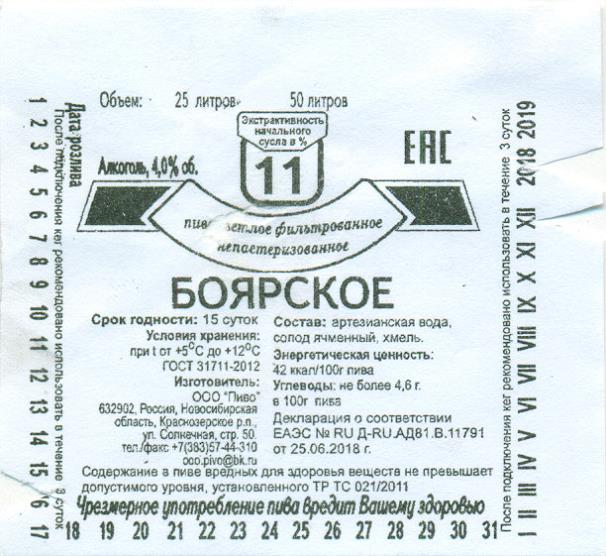 Объем: 25 литров 50 литров
Экстрактивность
начального
сусла в %
11
Алкоголь, 4,0% об.
EAC
пиво светлое фильтрованное
непастеризованное
БОЯРСКОЕ
Срок годности: 15 суток
Условия хранения:
при t от +5°С до +12°С
ГОСТ 31711-2012
Изготовитель:
ООО "Пиво"
632902, Россия, Новосибирская
область, Краснозерское р.п.,
ул. Солнечная, стр. 50.
тел./факс +7(383)57-44-310
ooo.pivo@bk.ru
Состав: артезианская вода,
солод ячменный, хмель.
Энергетическая ценность:
42 ккал/100г пива
Углеводы: не более 4,6 г.
в 100г пива
Декларация о соответствии
ЕАЭС № RU Д-RU.АД81.В.11791
от 25.06.2018 г.
Содержание в пиве вредных для здоровья веществ не превышает
допустимого уровня, установленного ТР ТС 021/2011
Чрезмерное употребление пива вредит Вашему здоровью
Дата розлива
После подключения кег рекомендовано использовать в течение 3 суток
1 2 3 4 5 6 7 8 9 10 11 12 13 14 15 16 17
18 19 20 21 22 23 24 25 26 27 28 29 30 31
I II III IV V VI VII VIII IX X XI XII 2018 2019
После подключения кег рекомендовано использовать в течение 3 суток